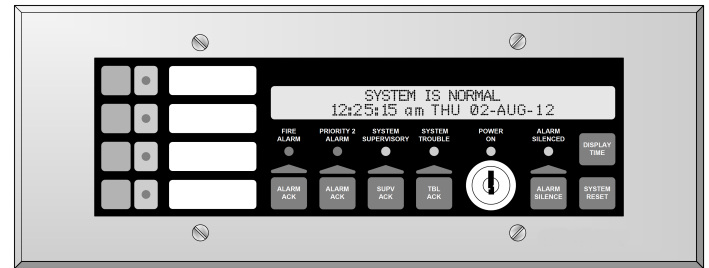 SYSTEM IS NORMAL
12:25:15 am THU 02-AUG-12
FIRE ALARM
PRIORITY 2 ALARM
SYSTEM SUPERVISORY
SYSTEM TROUBLE
POWER ON
ALARM SILENCED
DISPLAY TIME
ALARM ACK
ALARM ACK
SUPV ACK
TBL ACK
ALARM SILENCE
SYSTEM RESET